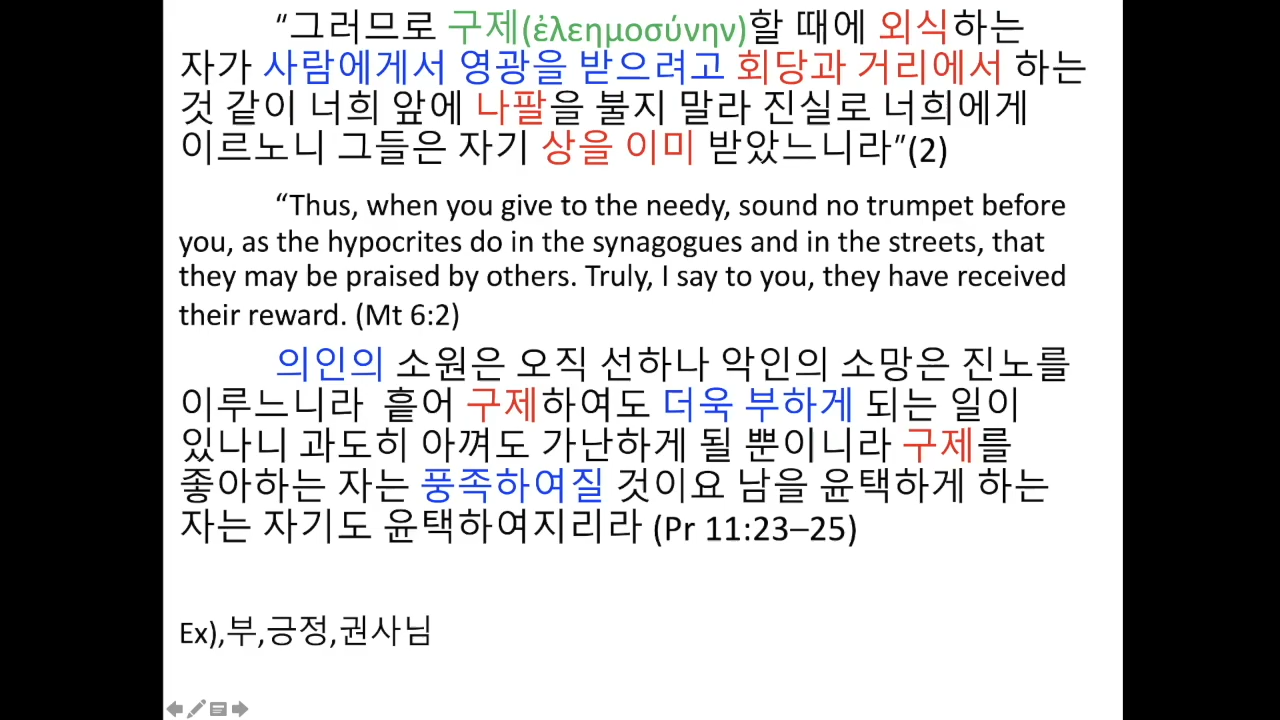 “그러므로 구제(ἐλεημοσύνην)할 때에 외식하는
자가 사람에게서 영광을 받으려고 회당과 거리에서 하는
것 같이 너희 앞에 나팔을 불지 말라 진실로 너희에게
이르노니 그들은 자기 상을 이미 받았느니라”(2)
“Thus, when you give to the needy, sound no trumpet before
you, as the hypocrites do in the synagogues and in the streets, that
they may be praised by others. Truly, I say to you, they have received
their reward. (Mt 6:2)
의인의 소원은 오직 선하나 악인의 소망은 진노를
이루느니라 흩어 구제하여도 더욱 부하게 되는 일이
있나니 과도히 아껴도 가난하게 될 뿐이니라 구제를
좋아하는 자는 풍족하여질 것이요 남을 윤택하게 하는
자는 자기도 윤택하여지리라 (Pr 11:23–25)
Ex),부,긍정,권사님